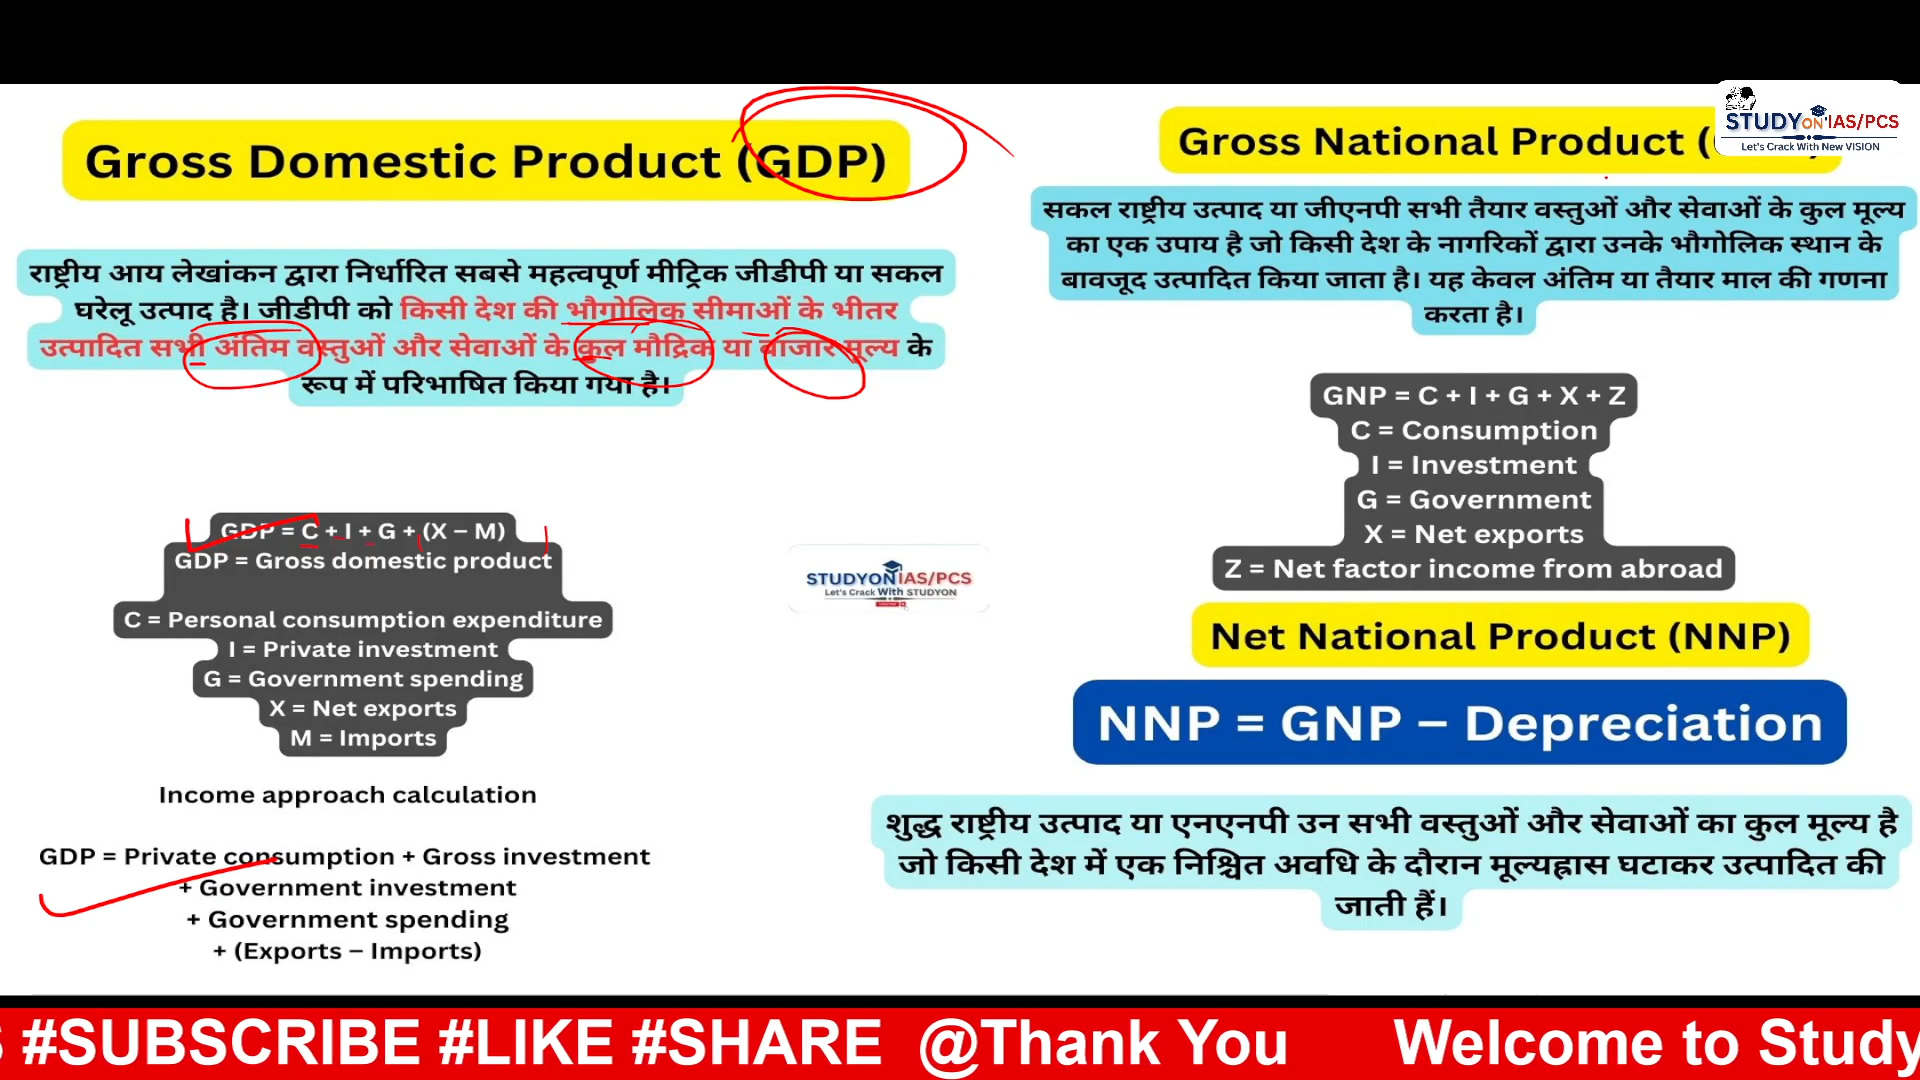 Gross Domestic Product (GDP)
राष्ट्रीय आय लेखांकन द्वारा निर्धारित सबसे महत्वपूर्ण मीट्रिक जीडीपी या सकल
घरेलू उत्पाद है। जीडीपी को किसी देश की भौगोलिक सीमाओं के भीतर
उत्पादित सभी अंतिम वस्तुओं और सेवाओं के कुल मौद्रिक या बाजार मूल्य के
रूप में परिभाषित किया गया है।
GDP = C + I + G + (X – M)
GDP = Gross domestic product
C = Personal consumption expenditure
I = Private investment
G = Government spending
X = Net exports
M = Imports
Income approach calculation
GDP = Private consumption + Gross investment
+ Government investment
+ Government spending
+ (Exports – Imports)
STUDYON IAS/PCS
Let's Crack With STUDYON
Gross National Product (
STUDYON IAS/PCS
Let's Crack With New VISION
सकल राष्ट्रीय उत्पाद या जीएनपी सभी तैयार वस्तुओं और सेवाओं के कुल मूल्य
का एक उपाय है जो किसी देश के नागरिकों द्वारा उनके भौगोलिक स्थान के
बावजूद उत्पादित किया जाता है। यह केवल अंतिम या तैयार माल की गणना
करता है।
GNP = C + I + G + X + Z
C = Consumption
I = Investment
G = Government
X = Net exports
Z = Net factor income from abroad
Net National Product (NNP)
NNP = GNP – Depreciation
शुद्ध राष्ट्रीय उत्पाद या एनएनपी उन सभी वस्तुओं और सेवाओं का कुल मूल्य है
जो किसी देश में एक निश्चित अवधि के दौरान मूल्यह्रास घटाकर उत्पादित की
जाती हैं।
#SUBSCRIBE #LIKE #SHARE @Thank You Welcome to Study